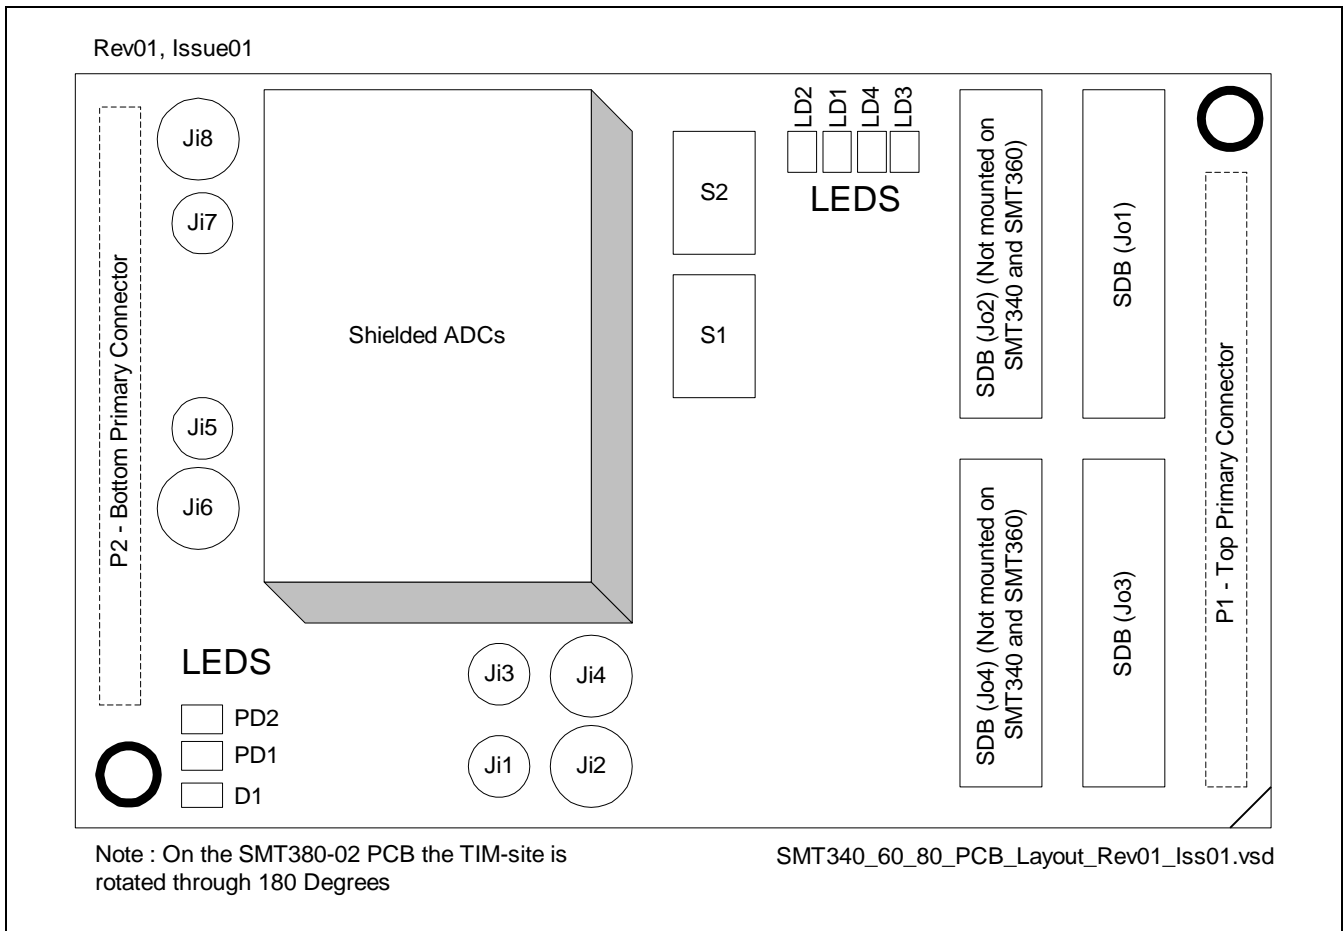 Rev01, Issue01
P2 - Bottom Primary Connector
Ji8
Ji7
Ji5
Ji6
Shielded ADCs
S2
S1
LD2
LD1
LD4
LD3
LEDS
SDB (Jo2) (Not mounted on
SMT340 and SMT360)
SDB (Jo1)
SDB (Jo4) (Not mounted on
SMT340 and SMT360)
SDB (Jo3)
P1 - Top Primary Connector
LEDS
PD2
PD1
D1
Ji3
Ji4
Ji1
Ji2
Note : On the SMT380-02 PCB the TIM-site is
rotated through 180 Degrees
SMT340_60_80_PCB_Layout_Rev01_Iss01.vsd